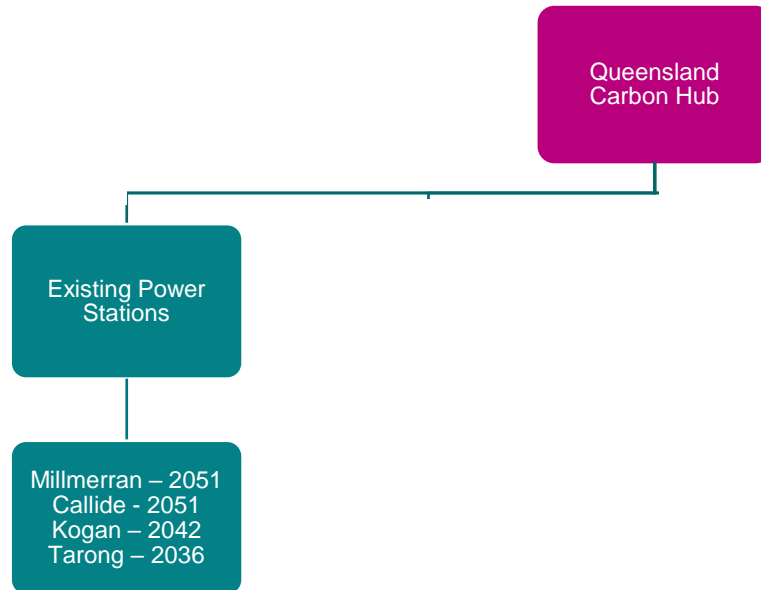 Queensland
Carbon Hub
Existing Power
Stations
Millmerran – 2051
Callide - 2051
Kogan – 2042
Tarong – 2036